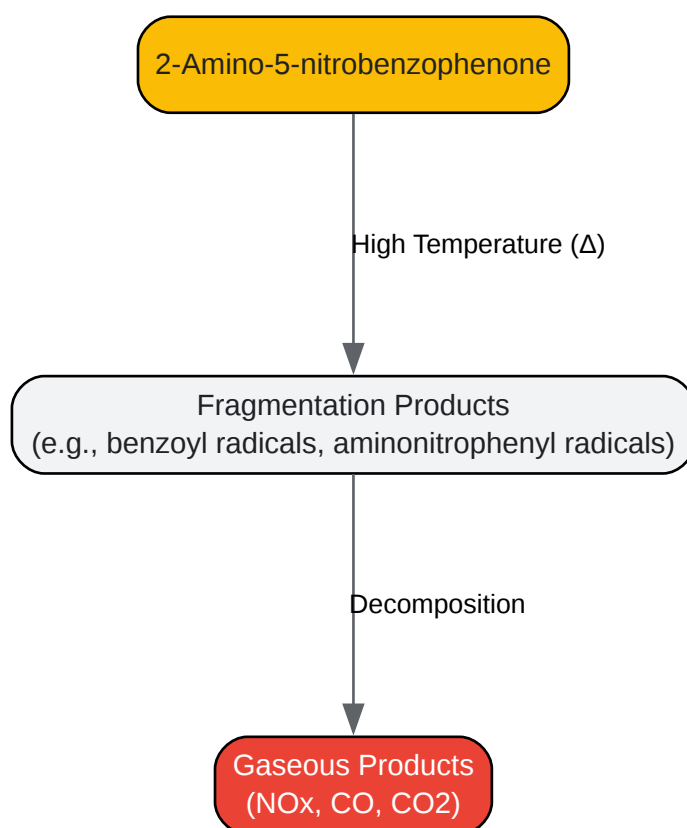 2-Amino-5-nitrobenzophenone
High Temperature (Δ)
Fragmentation Products
(e.g., benzoyl radicals, aminonitrophenyl radicals)
Decomposition
Gaseous Products
(NOx, CO, CO2)